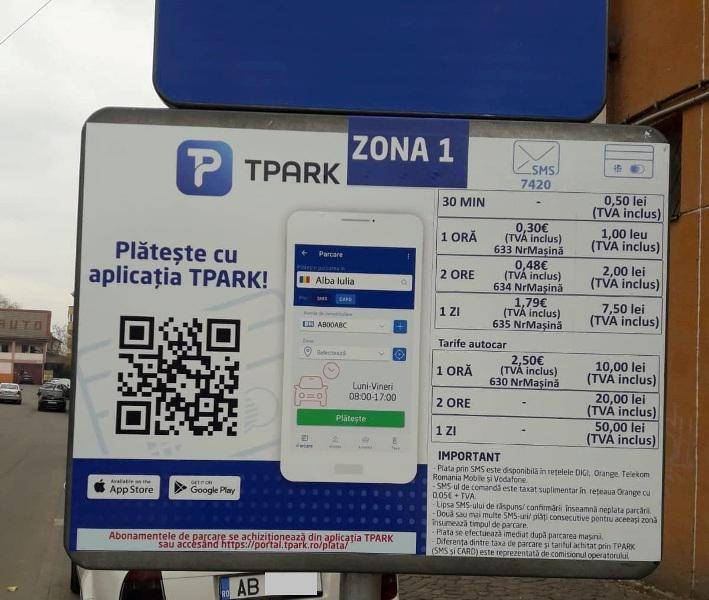 TPARK
ZONA 1
SMS
7420
Plătește cu
aplicația TPARK!
Available on the
App Store
GET IT ON
Google Play
Parcare
Alba Iulia
SMS
CARD
AB00ABC
Selectează
Luni-Vineri
08:00-17:00
Plătește
30 MIN - 0,50 lei
(TVA inclus)
1 ORĂ 0,30€ 1,00 leu
(TVA inclus) (TVA inclus)
633 NrMașină
2 ORE 0,48€ 2,00 lei
(TVA inclus) (TVA inclus)
634 NrMașină
1 ZI 1,79€ 7,50 lei
(TVA inclus) (TVA inclus)
635 NrMașină
Tarife autocar
1 ORĂ 2,50€ 10,00 lei
(TVA inclus) (TVA inclus)
630 NrMașină
2 ORE - 20,00 lei
(TVA inclus)
1 ZI - 50,00 lei
(TVA inclus)
IMPORTANT
- Plata prin SMS este disponibilă în rețelele DIGI, Orange, Telekom
Romania Mobile și Vodafone.
- SMS-ul de comandă este taxat suplimentar în rețeaua Orange cu
0,05€ + TVA.
- Lipsa SMS-ului de răspuns/ confirmării înseamnă neplata parcării.
- Două sau mai multe SMS-uri/ plăți consecutive pentru aceeași zonă
însumează timpul de parcare.
- Plata se efectuează imediat după parcarea mașinii.
- Diferența dintre taxa de parcare și tariful achitat prin TPARK
(SMS și CARD) este reprezentată de comisionul operatorului.
Abonamentele de parcare se achiziționează din aplicația TPARK
sau accesând https://portal.tpark.ro/plata/
RO AB
AUTO